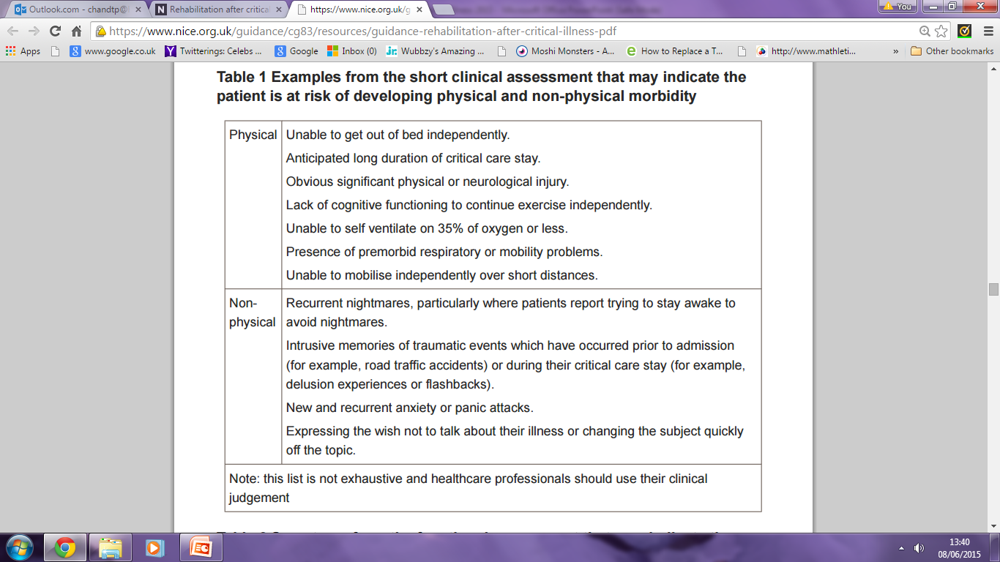 Outlook.com - chandtp@
Rehabilitation after critical
https://www.nice.org.uk/g
You
https://www.nice.org.uk/guidance/cg83/resources/guidance-rehabilitation-after-critical-illness-pdf
Apps
www.google.co.uk
Twitterings: Celebs ...
Google
Inbox (0)
jr. Wubbzy's Amazing ...
Moshi Monsters - A...
How to Replace a T...
http://www.mathleti...
» Other bookmarks
Table 1 Examples from the short clinical assessment that may indicate the
patient is at risk of developing physical and non-physical morbidity
Physical
Unable to get out of bed independently.
Anticipated long duration of critical care stay.
Obvious significant physical or neurological injury.
Lack of cognitive functioning to continue exercise independently.
Unable to self ventilate on 35% of oxygen or less.
Presence of premorbid respiratory or mobility problems.
Unable to mobilise independently over short distances.
Non-
physical
Recurrent nightmares, particularly where patients report trying to stay awake to
avoid nightmares.
Intrusive memories of traumatic events which have occurred prior to admission
(for example, road traffic accidents) or during their critical care stay (for example,
delusion experiences or flashbacks).
New and recurrent anxiety or panic attacks.
Expressing the wish not to talk about their illness or changing the subject quickly
off the topic.
Note: this list is not exhaustive and healthcare professionals should use their clinical
judgement
13:40
08/06/2015